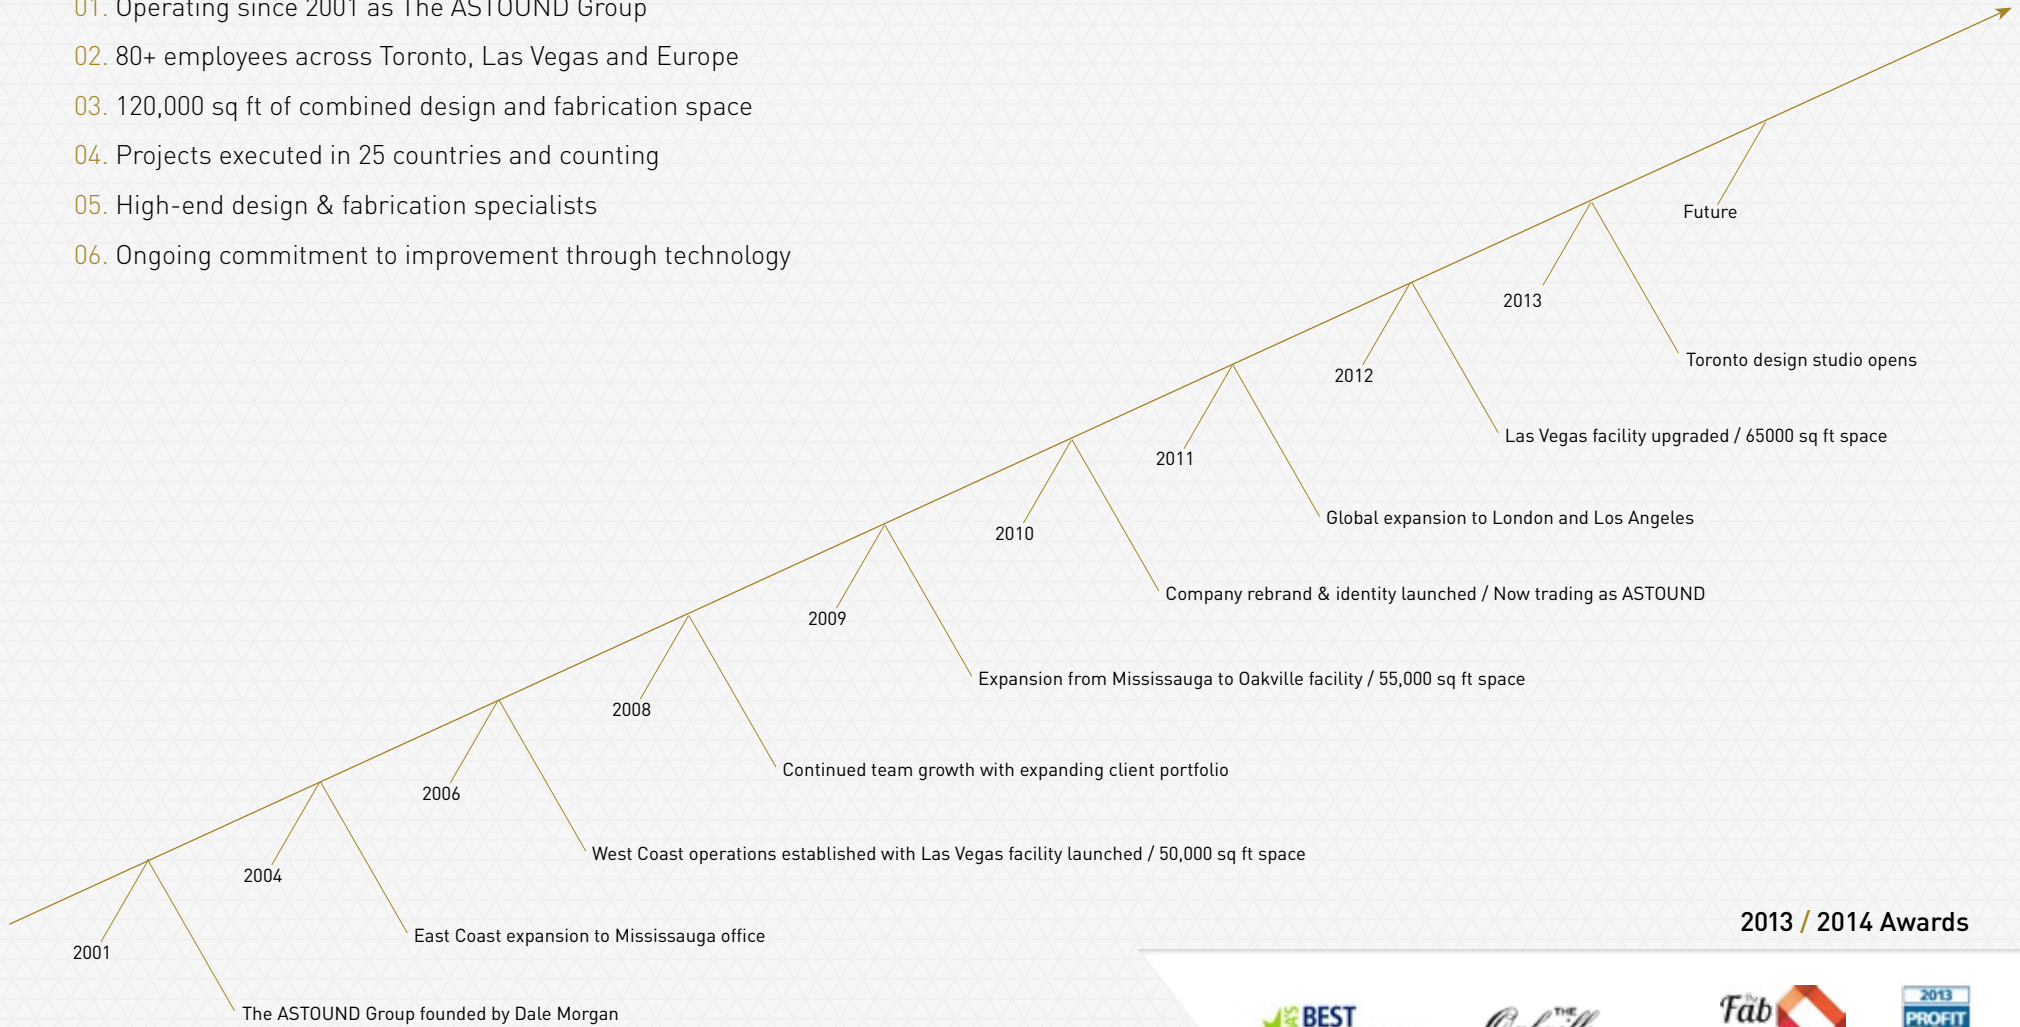 01. Operating since 2001 as The ASTOUND Group
02. 80+ employees across Toronto, Las Vegas and Europe
03. 120,000 sq ft of combined design and fabrication space
04. Projects executed in 25 countries and counting
05. High-end design & fabrication specialists
06. Ongoing commitment to improvement through technology
Future
2013
Toronto design studio opens
2012
Las Vegas facility upgraded / 65000 sq ft space
2011
Global expansion to London and Los Angeles
2010
Company rebrand & identity launched / Now trading as ASTOUND
2009
Expansion from Mississauga to Oakville facility / 55,000 sq ft space
2008
Continued team growth with expanding client portfolio
2006
West Coast operations established with Las Vegas facility launched / 50,000 sq ft space
2004
East Coast expansion to Mississauga office
2001
The ASTOUND Group founded by Dale Morgan
2013 / 2014 Awards
BEST
THE
The Fab
2013
PROFIT